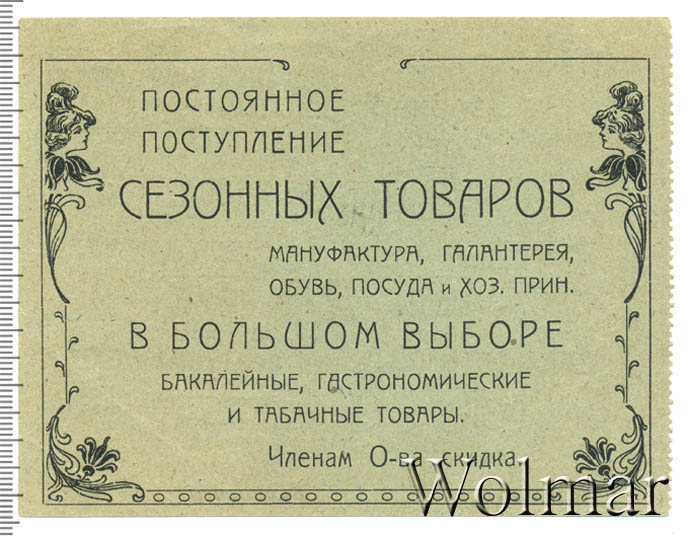 ПОСТОЯННОЕ
ПОСТУПЛЕНИЕ
СЕЗОННЫХ ТОВАРОВ
МАНУФАКТУРА, ГАЛАНТЕРЕЯ,
ОБУВЬ, ПОСУДА и ХОЗ. ПРИН.
В БОЛЬШОМ ВЫБОРЕ
БАКАЛЕЙНЫЕ, ГАСТРОНОМИЧЕСКИЕ
И ТАБАЧНЫЕ ТОВАРЫ.
Членам О-ва скидка.
Wolmar